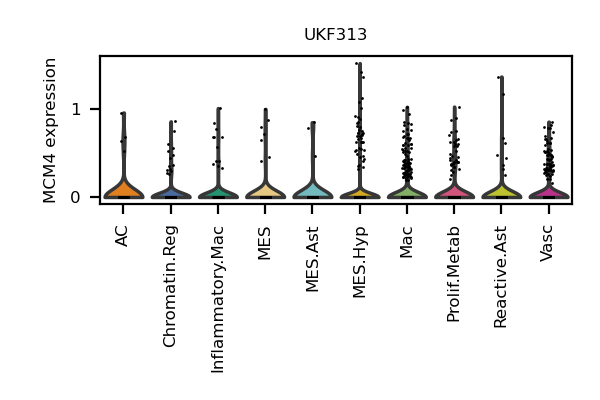 UKF313
MCM4 expression
1
0
AC
Chromatin.Reg
Inflammatory.Mac
MES
MES.Ast
MES.Hyp
Mac
Prolif.Metab
Reactive.Ast
Vasc